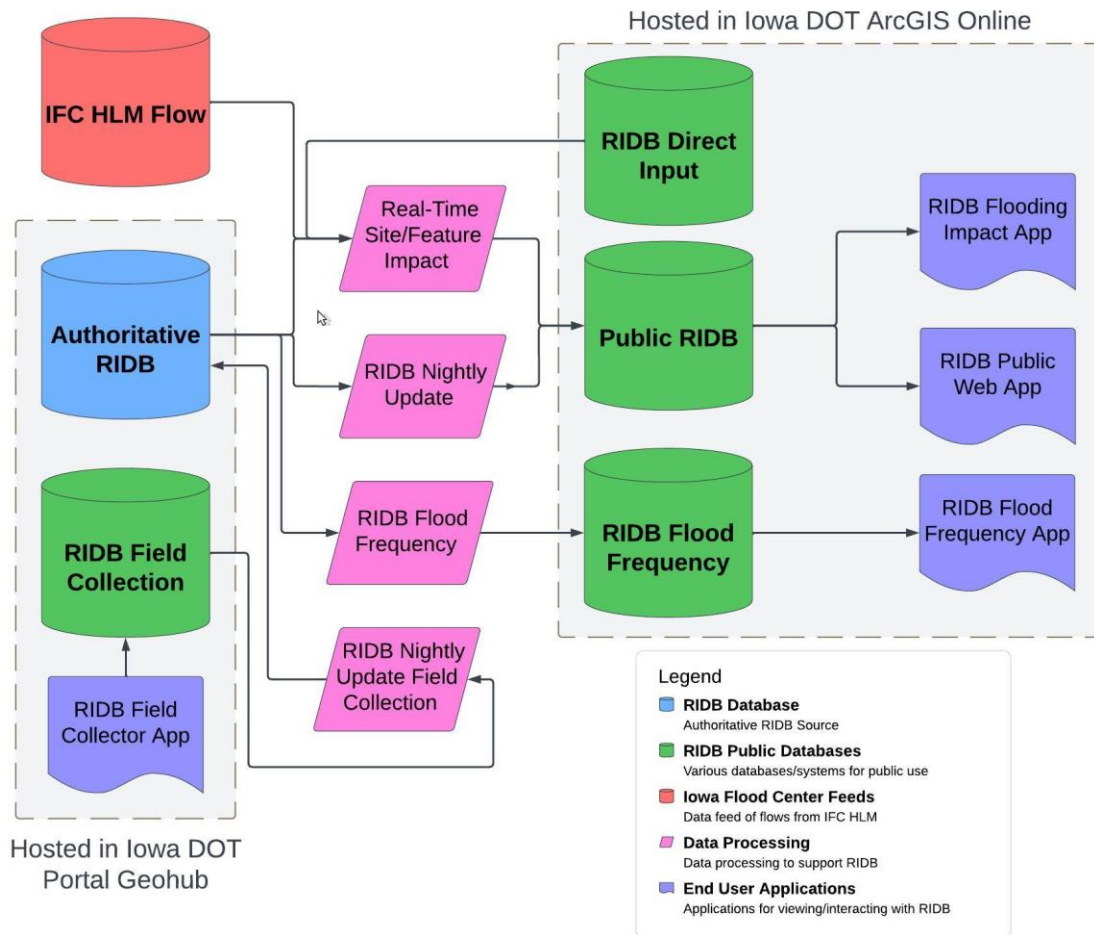 Hosted in Iowa DOT ArcGIS Online
IFC HLM Flow
RIDB Direct
Input
Real-Time
Site/Feature
Impact
RIDB Flooding
Impact App
Authoritative
RIDB
Public RIDB
RIDB Nightly
Update
RIDB Public
Web App
RIDB Field
Collection
RIDB Flood
Frequency
RIDB Flood
Frequency
RIDB Flood
Frequency App
RIDB Nightly
Update Field
Collection
RIDB Field
Collector App
Hosted in Iowa DOT
Portal Geohub
Legend
RIDB Database
Authoritative RIDB Source
RIDB Public Databases
Various databases/systems for public use
Iowa Flood Center Feeds
Data feed of flows from IFC HLM
Data Processing
Data processing to support RIDB
End User Applications
Applications for viewing/interacting with RIDB